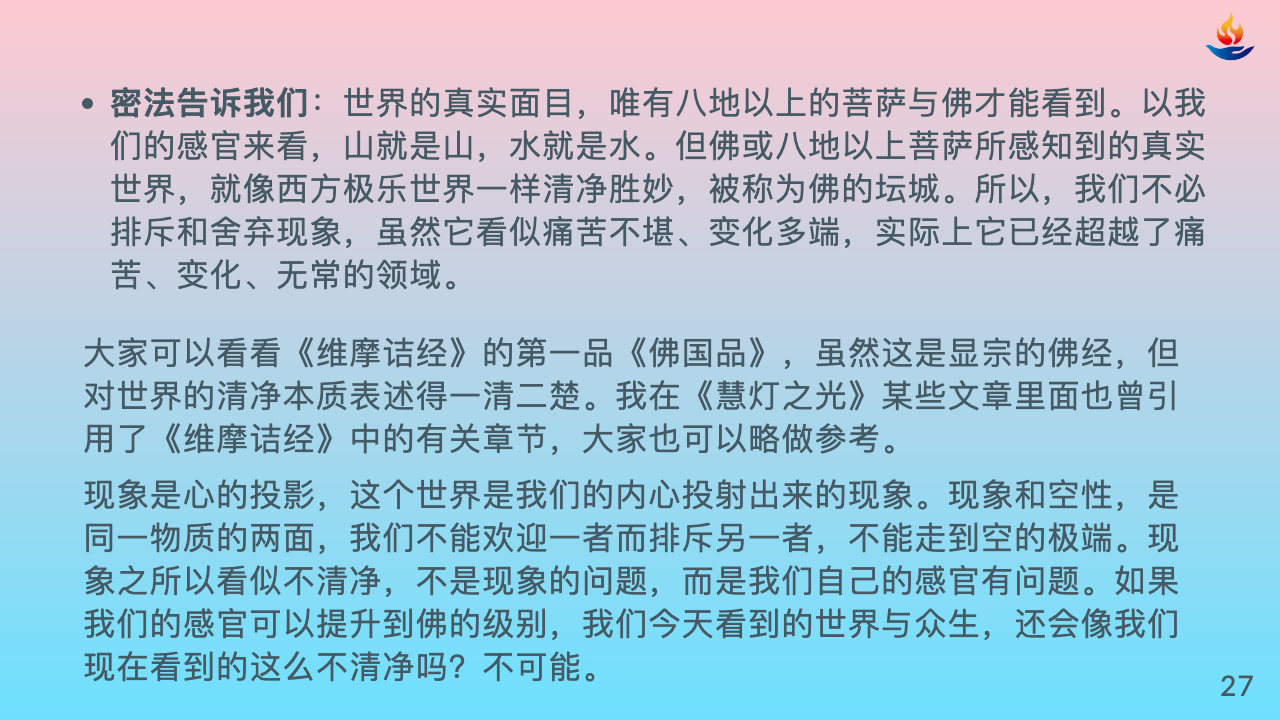 • 密法告诉我们：世界的真实面目，唯有八地以上的菩萨与佛才能看到。以我
们的感官来看，山就是山，水就是水。但佛或八地以上菩萨所感知到的真实
世界，就像西方极乐世界一样清净胜妙，被称为佛的坛城。所以，我们不必
排斥和舍弃现象，虽然它看似痛苦不堪、变化多端，实际上它已经超越了痛
苦、变化、无常的领域。
大家可以看看《维摩诘经》的第一品《佛国品》，虽然这是显宗的佛经，但
对世界的清净本质表述得一清二楚。我在《慧灯之光》某些文章里面也曾引
用了《维摩诘经》中的有关章节，大家也可以略做参考。
现象是心的投影，这个世界是我们的内心投射出来的现象。现象和空性，是
同一物质的两面，我们不能欢迎一者而排斥另一者，不能走到空的极端。现
象之所以看似不清净，不是现象的问题，而是我们自己的感官有问题。如果
我们的感官可以提升到佛的级别，我们今天看到的世界与众生，还会像我们
现在看到的这么不清净吗？不可能。
27